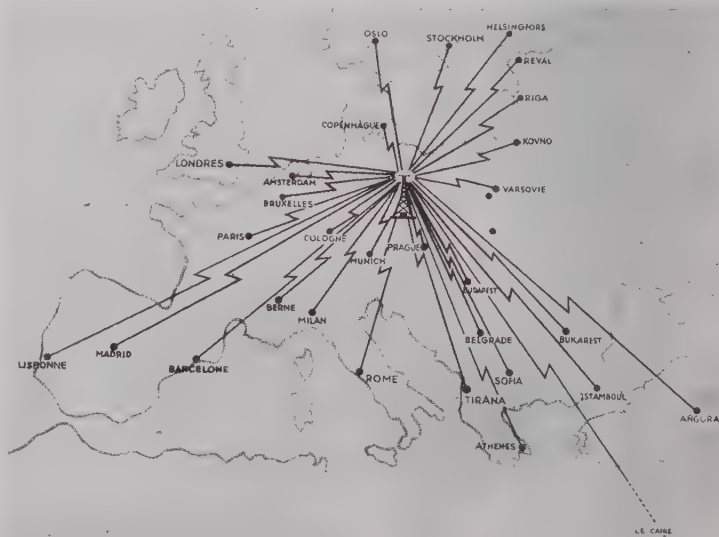 OSLO
STOCKHOLM
HELSINGFORS
REVAL
RIGA
COPENHAGUE
KOVNO
LONDRES
AMSTERDAM
VARSOVIE
BRUXELLES
PARIS
COLOGNE
PRAGUE
MUNICH
BUDAPEST
BERNE
MILAN
BELGRADE
BUKAREST
LISBONNE
MADRID
BARCELONE
ROME
SOFIA
TIRANA
ISTAMBOUL
ANGORA
ATHENES
LE CAIRE